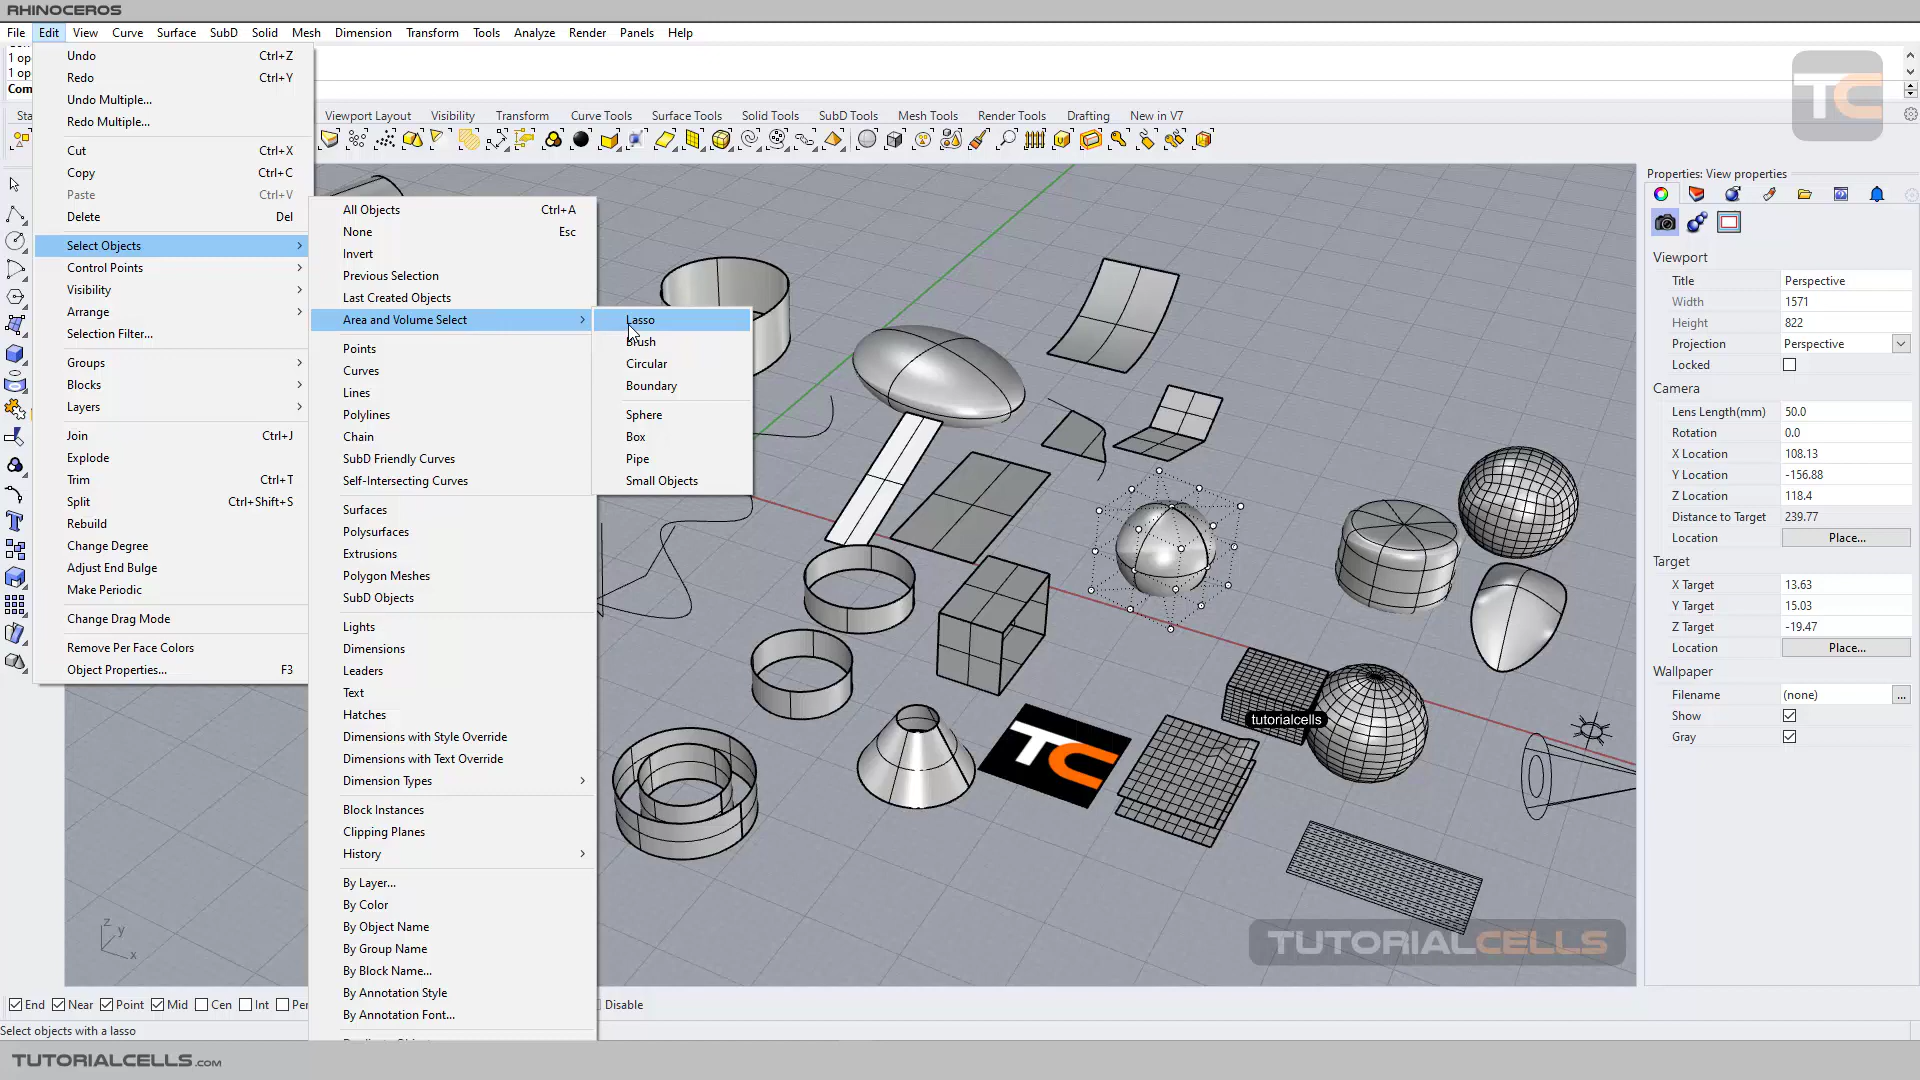 RHINOCEROS
File Edit View Curve Surface SubD Solid Mesh Dimension Transform Tools Analyze Render Panels Help
1 op
1 op
Com
TC
Sta
Viewport Layout Visibility Transform Curve Tools Surface Tools Solid Tools SubD Tools Mesh Tools Render Tools Drafting New in V7
Undo Ctrl+Z
Redo Ctrl+Y
Undo Multiple...
Redo Multiple...
Cut Ctrl+X
Copy Ctrl+C
Paste Ctrl+V
Delete Del
Select Objects
Control Points
Visibility
Arrange
Selection Filter...
Groups
Blocks
Layers
Join Ctrl+J
Explode
Trim Ctrl+T
Split Ctrl+Shift+S
Rebuild
Change Degree
Adjust End Bulge
Make Periodic
Change Drag Mode
Remove Per Face Colors
Object Properties... F3
All Objects Ctrl+A
None Esc
Invert
Previous Selection
Last Created Objects
Area and Volume Select
Points
Curves
Lines
Polylines
Chain
SubD Friendly Curves
Self-Intersecting Curves
Surfaces
Polysurfaces
Extrusions
Polygon Meshes
SubD Objects
Lights
Dimensions
Leaders
Text
Hatches
Dimensions with Style Override
Dimensions with Text Override
Dimension Types
Block Instances
Clipping Planes
History
By Layer...
By Color
By Object Name
By Group Name
By Block Name...
By Annotation Style
By Annotation Font...
Lasso
Brush
Circular
Boundary
Sphere
Box
Pipe
Small Objects
tutorialcells
TC
TUTORIALCELLS
z
y
x
Properties: View properties
Viewport
Title Perspective
Width 1571
Height 822
Projection Perspective
Locked
Camera
Lens Length(mm) 50.0
Rotation 0.0
X Location 108.13
Y Location -156.88
Z Location 118.4
Distance to Target 239.77
Location Place...
Target
X Target 13.63
Y Target 15.03
Z Target -19.47
Location Place...
Wallpaper
Filename (none) ...
Show
Gray
End Near Point Mid Cen Int Per Disable
Select objects with a lasso
TUTORIALCELLS.COM